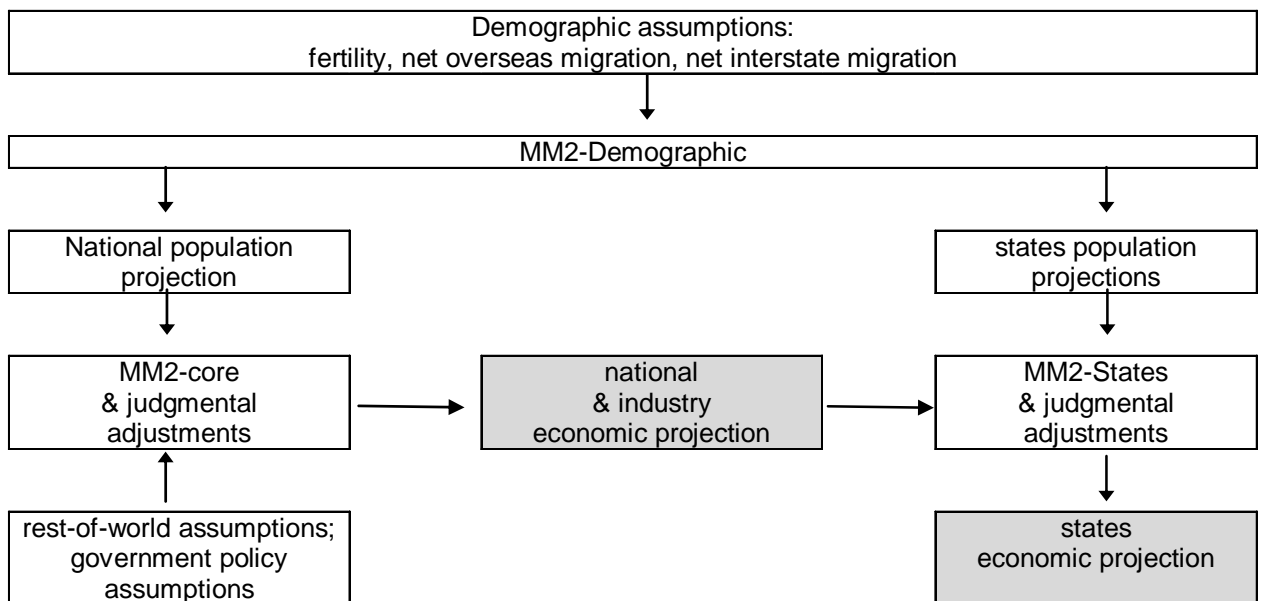 Demographic assumptions:
fertility, net overseas migration, net interstate migration
MM2-Demographic
National population
projection
states population
projections
MM2-core
& judgmental
adjustments
national
& industry
economic projection
MM2-States
& judgmental
adjustments
rest-of-world assumptions;
government policy
assumptions
states
economic projection